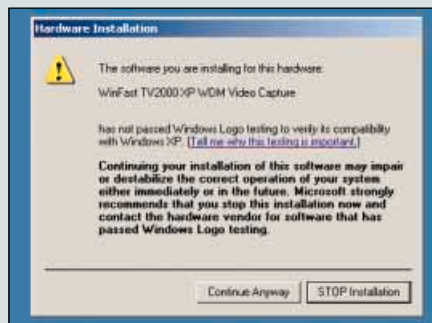 Hardware Installation
The software you are installing for this hardware:
WinFast TV2000 XP WDM Video Capture
has not passed Windows Logo testing to verify its compatibility
with Windows XP. (Tell me why this testing is important.)
Continuing your installation of this software may impair
or destabilize the correct operation of your system
either immediately or in the future. Microsoft strongly
recommends that you stop this installation now and
contact the hardware vendor for software that has
passed Windows Logo testing.
Continue Anyway
STOP Installation